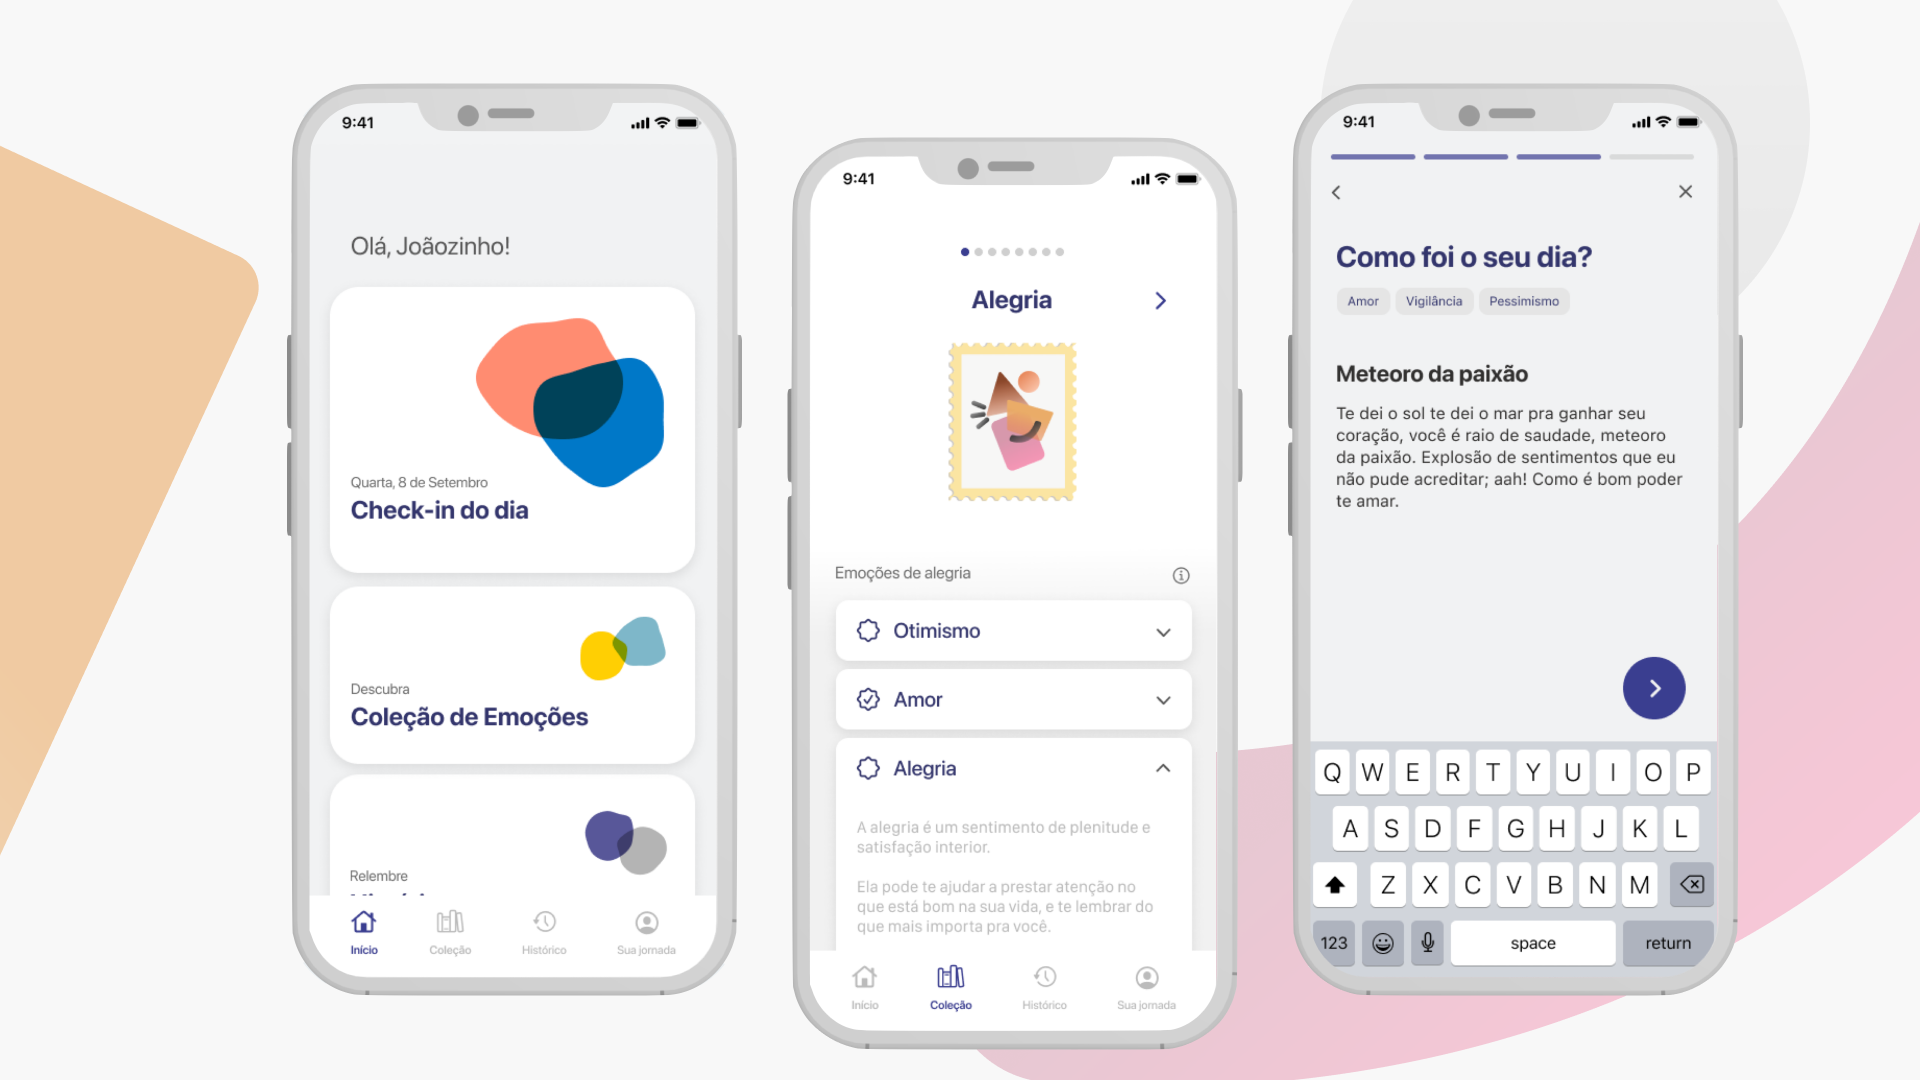 9:41
Olá, Joãozinho!
Quarta, 8 de Setembro
Check-in do dia
Descubra
Coleção de Emoções
Relembre
Início
Coleção
Histórico
Sua jornada
9:41
Alegria
Emoções de alegria
Otimismo
Amor
Alegria
A alegria é um sentimento de plenitude e
satisfação interior.
Ela pode te ajudar a prestar atenção no
que está bom na sua vida, e te lembrar do
que mais importa pra você.
Início
Coleção
Histórico
Sua jornada
9:41
Como foi o seu dia?
Amor Vigilância Pessimismo
Meteoro da paixão
Te dei o sol te dei o mar pra ganhar seu
coração, você é raio de saudade, meteoro
da paixão. Explosão de sentimentos que eu
não pude acreditar; aah! Como é bom poder
te amar.
Q W E R T Y U I O P
A S D F G H J K L
Z X C V B N M
123 space return